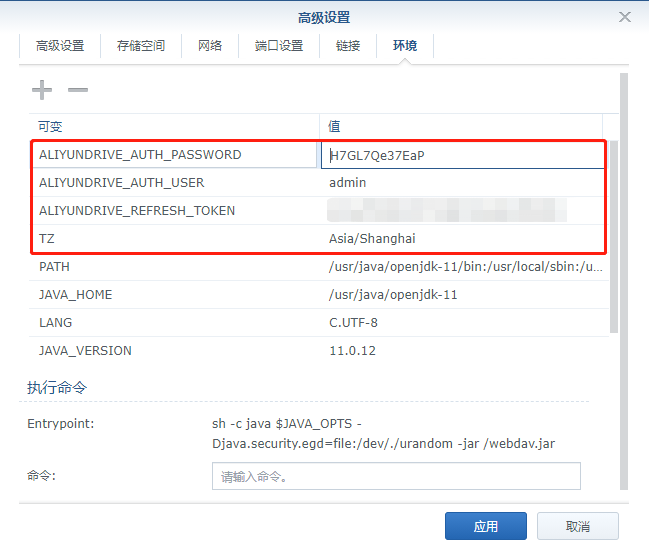 高级设置
高级设置 存储空间 网络 端口设置 链接 环境
可变 值
ALIYUNDRIVE_AUTH_PASSWORD H7GL7Qe37EaP
ALIYUNDRIVE_AUTH_USER admin
ALIYUNDRIVE_REFRESH_TOKEN
TZ Asia/Shanghai
PATH /usr/java/openjdk-11/bin:/usr/local/sbin:/u...
JAVA_HOME /usr/java/openjdk-11
LANG C.UTF-8
JAVA_VERSION 11.0.12
执行命令
Entrypoint: sh -c java $JAVA_OPTS -
Djava.security.egd=file:/dev/./urandom -jar /webdav.jar
命令: 请输入命令。
应用 取消